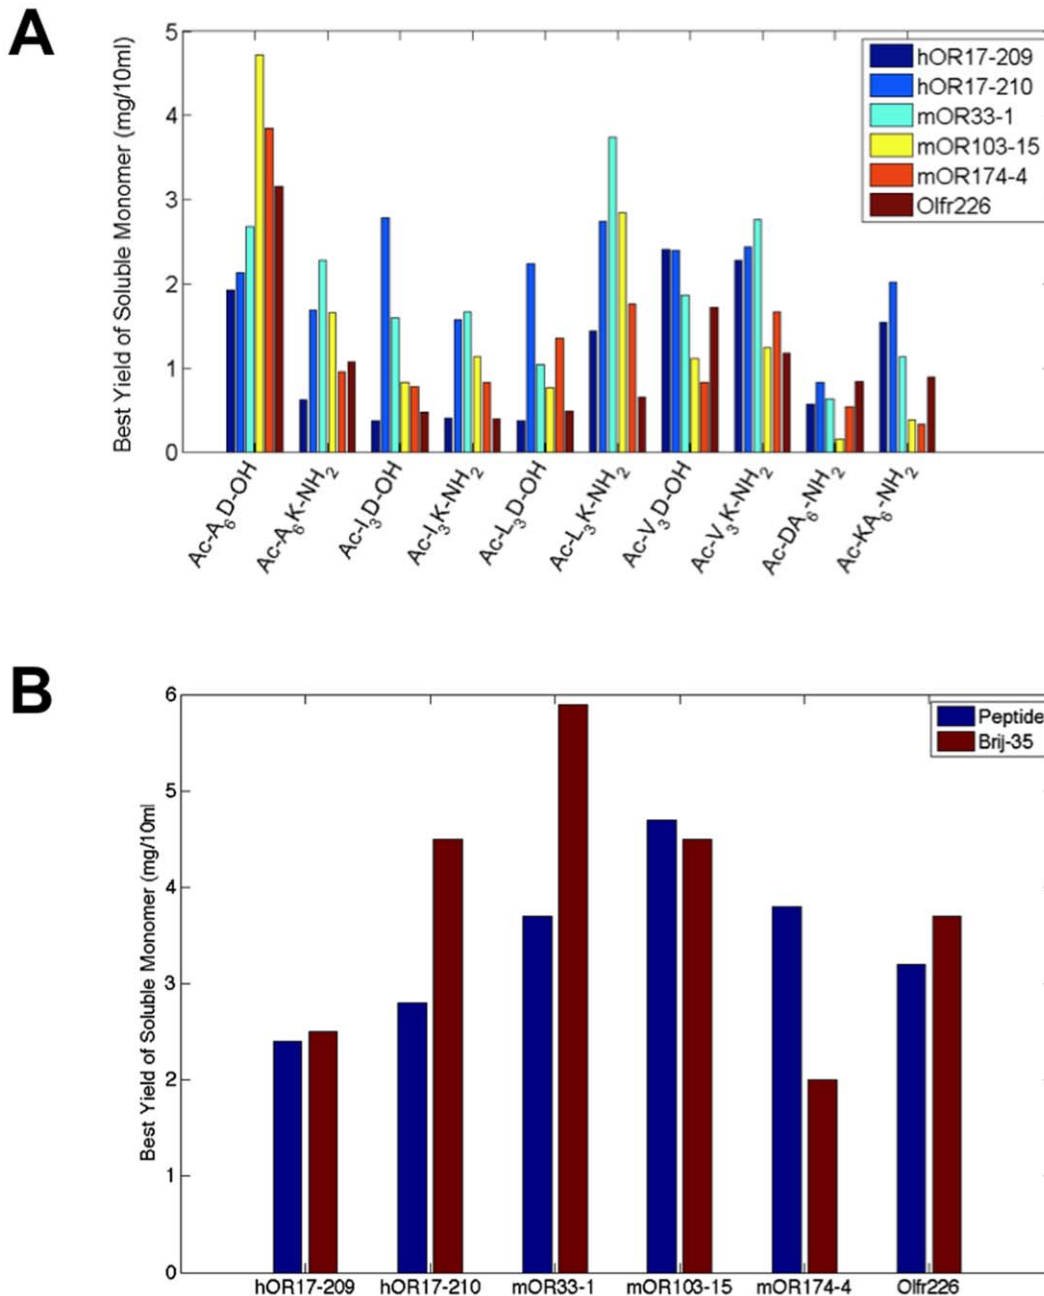 A
Best Yield of Soluble Monomer (mg/10ml)
5
4
3
2
1
0
hOR17-209
hOR17-210
mOR33-1
mOR103-15
mOR174-4
Olfr226
Ac-A6D-OH
Ac-A6K-NH2
Ac-I3D-OH
Ac-I3K-NH2
Ac-L3D-OH
Ac-L3K-NH2
Ac-V3D-OH
Ac-V3K-NH2
Ac-DA6-NH2
Ac-KA6-NH2
B
Best Yield of Soluble Monomer (mg/10ml
6
5
4
3
2
1
0
Peptide
Brij-35
hOR17-209
hOR17-210
mOR33-1
mOR103-15
mOR174-4
Olfr226